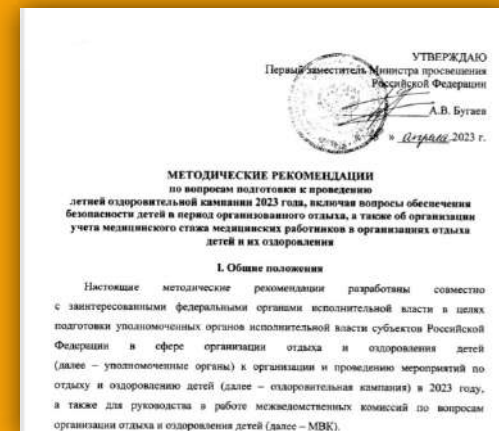 УТВЕРЖДАЮ
Первый заместитель Министра просвещения
Российской Федерации
А.В. Бугаев
» апреля 2023 г.
МЕТОДИЧЕСКИЕ РЕКОМЕНДАЦИИ
по вопросам подготовки к проведению
летней оздоровительной кампании 2023 года, включая вопросы обеспечения
безопасности детей в период организованного отдыха, а также об организации
учета медицинского стажа медицинских работников в организациях отдыха
детей и их оздоровления
I. Общие положения
Настоящие методические рекомендации разработаны совместно
с заинтересованными федеральными органами исполнительной власти в целях
подготовки уполномоченных органов исполнительной власти субъектов Российской
Федерации в сфере организации отдыха и оздоровления детей
(далее – уполномоченные органы) к организации и проведению мероприятий по
отдыху и оздоровлению детей (далее – оздоровительная кампания) в 2023 году,
а также для руководства в работе межведомственных комиссий по вопросам
организации отдыха и оздоровления детей (далее – МВК).